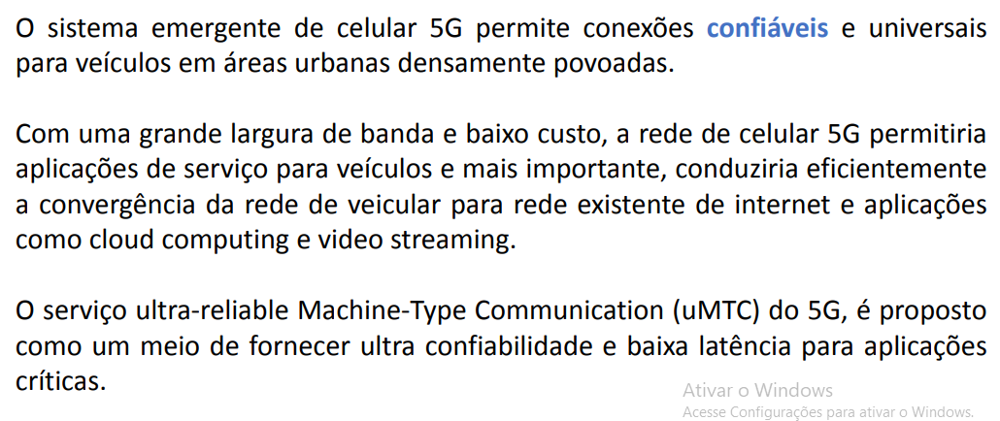 O sistema emergente de celular 5G permite conexões confiáveis e universais
para veículos em áreas urbanas densamente povoadas.
Com uma grande largura de banda e baixo custo, a rede de celular 5G permitiria
aplicações de serviço para veículos e mais importante, conduziria eficientemente
a convergência da rede de veicular para rede existente de internet e aplicações
como cloud computing e video streaming.
O serviço ultra-reliable Machine-Type Communication (uMTC) do 5G, é proposto
como um meio de fornecer ultra confiabilidade e baixa latência para aplicações
críticas.
Ativar o Windows
Acesse Configurações para ativar o Windows.